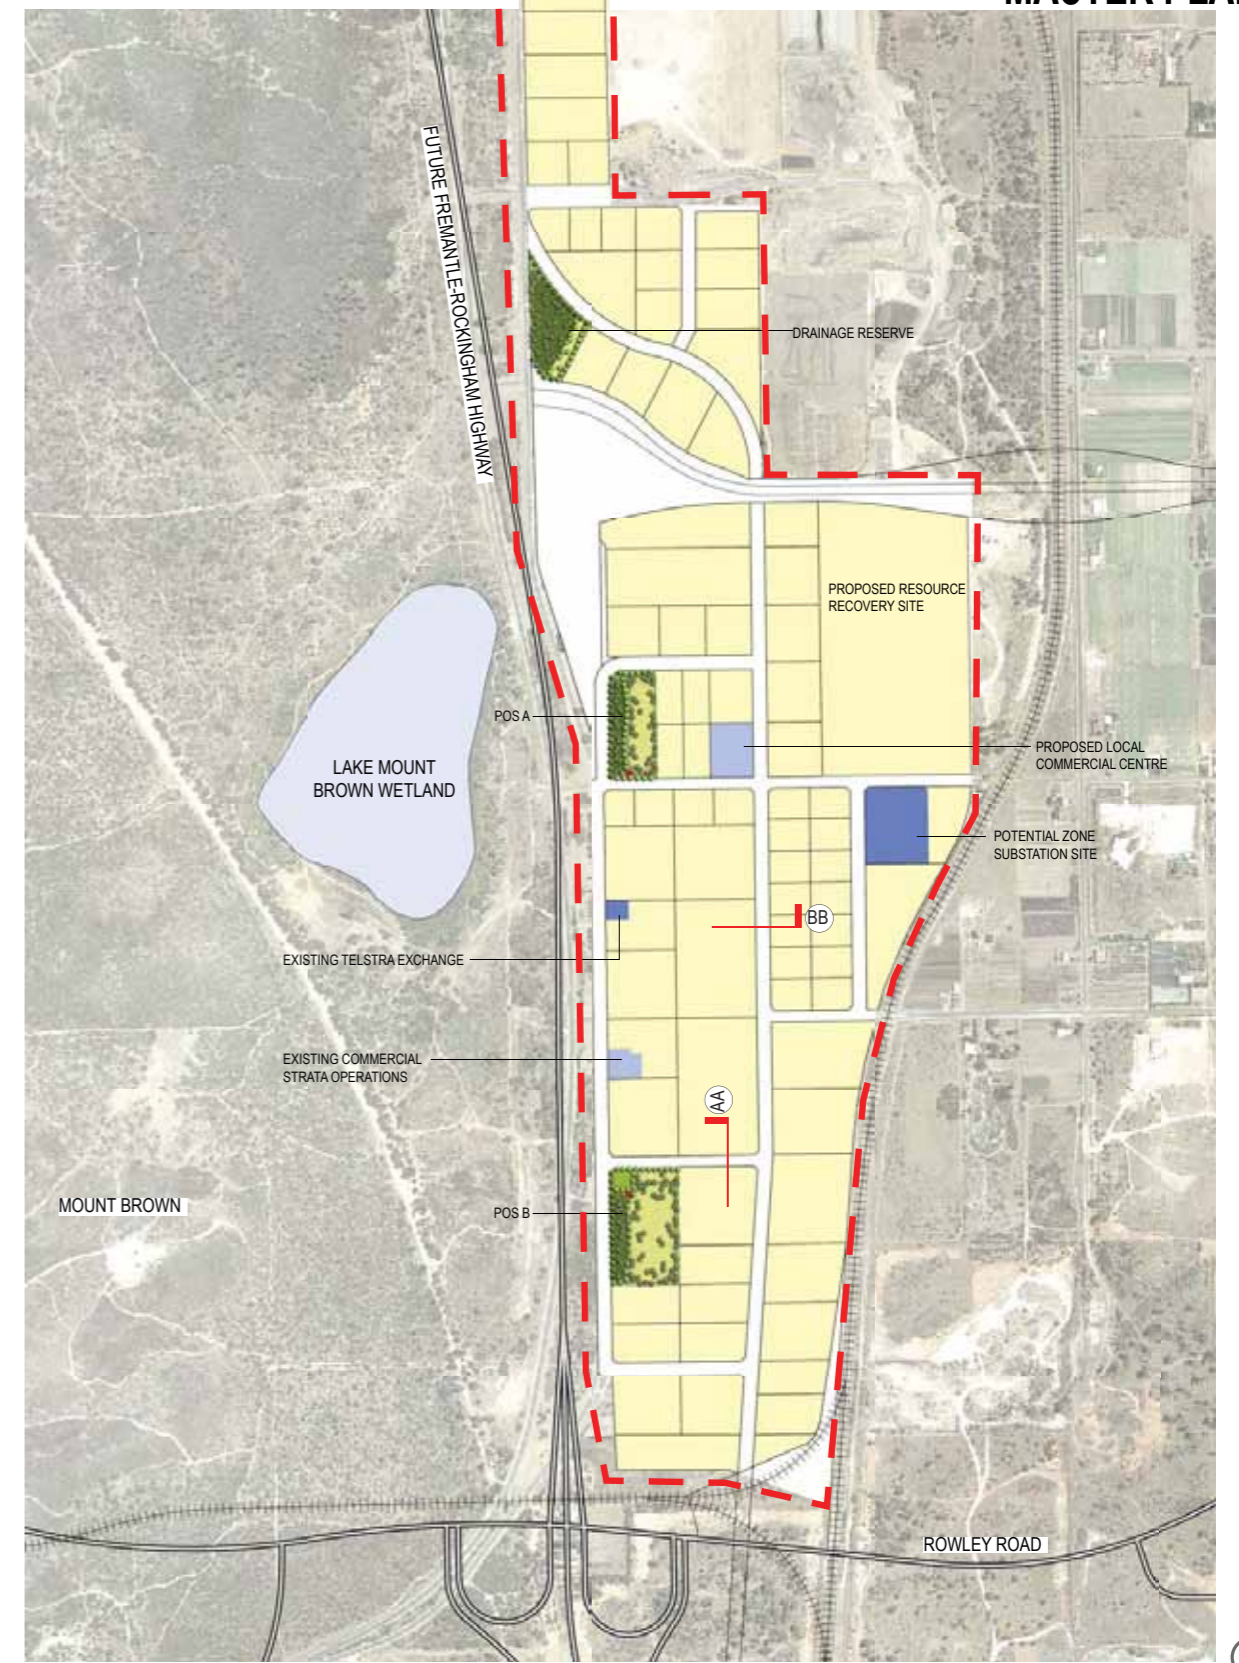 FUTURE FREMANTLE-ROCKINGHAM HIGHWAY
DRAINAGE RESERVE
PROPOSED RESOURCE
RECOVERY SITE
POS A
PROPOSED LOCAL
COMMERCIAL CENTRE
LAKE MOUNT
BROWN WETLAND
POTENTIAL ZONE
SUBSTATION SITE
BB
EXISTING TELSTRA EXCHANGE
EXISTING COMMERCIAL
STRATA OPERATIONS
AA
MOUNT BROWN
POS B
ROWLEY ROAD